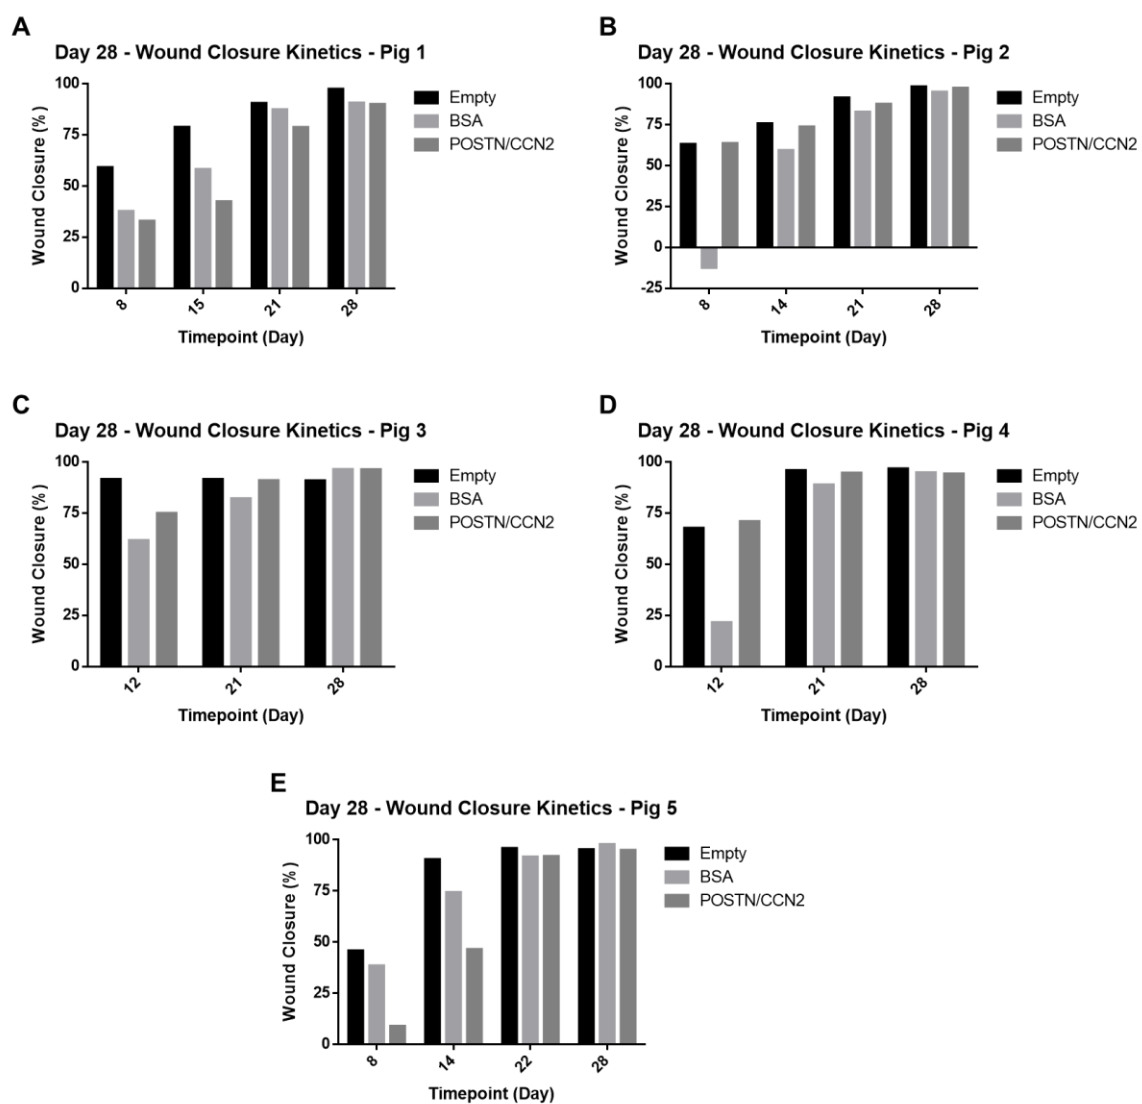 A
Day 28 - Wound Closure Kinetics - Pig 1
Wound Closure (%)
100
75
50
25
0
8
15
21
28
Timepoint (Day)
Empty
BSA
POSTN/CCN2
B
Day 28 - Wound Closure Kinetics - Pig 2
Wound Closure (%)
100
75
50
25
0
-25
8
14
21
28
Timepoint (Day)
Empty
BSA
POSTN/CCN2
C
Day 28 - Wound Closure Kinetics - Pig 3
Wound Closure (%)
100
75
50
25
0
12
21
28
Timepoint (Day)
Empty
BSA
POSTN/CCN2
D
Day 28 - Wound Closure Kinetics - Pig 4
Wound Closure (%)
100
75
50
25
0
12
21
28
Timepoint (Day)
Empty
BSA
POSTN/CCN2
E
Day 28 - Wound Closure Kinetics - Pig 5
Wound Closure (%)
100
75
50
25
0
8
14
22
28
Timepoint (Day)
Empty
BSA
POSTN/CCN2